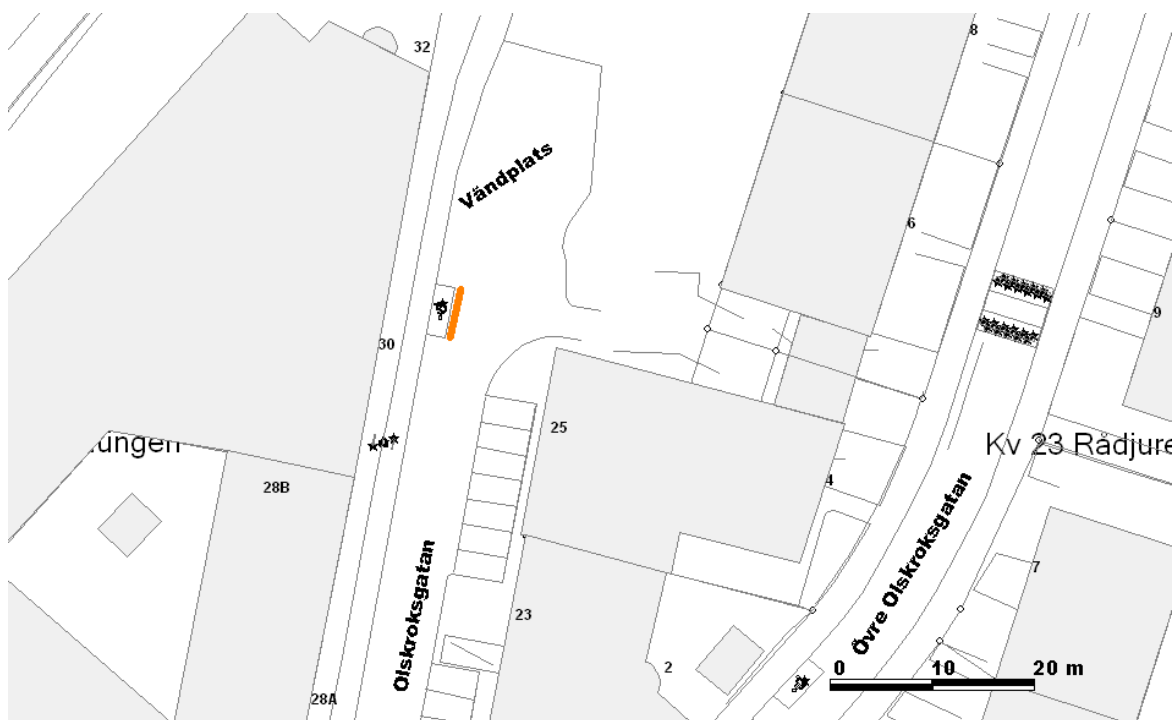 32
8
Vändplats
6
9
30
25
ungen
Kv 23 Rådjure
28B
4
Olskroksgatan
Övre Olskroksgatan
7
23
2
0 10 20 m
28A